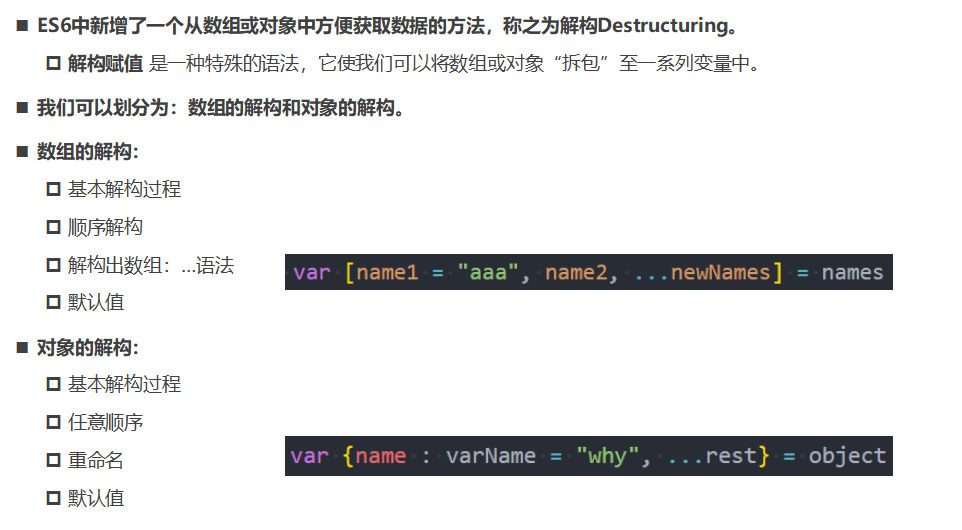 ES6中新增了一个从数组或对象中方便获取数据的方法，称之为解构Destructuring。
解构赋值 是一种特殊的语法，它使我们可以将数组或对象“拆包”至一系列变量中。
我们可以划分为：数组的解构和对象的解构。
数组的解构：
基本解构过程
顺序解构
解构出数组：…语法
var [name1 = "aaa", name2, ...newNames] = names
默认值
对象的解构：
基本解构过程
任意顺序
重命名
var {name : varName = "why", ...rest} = object
默认值